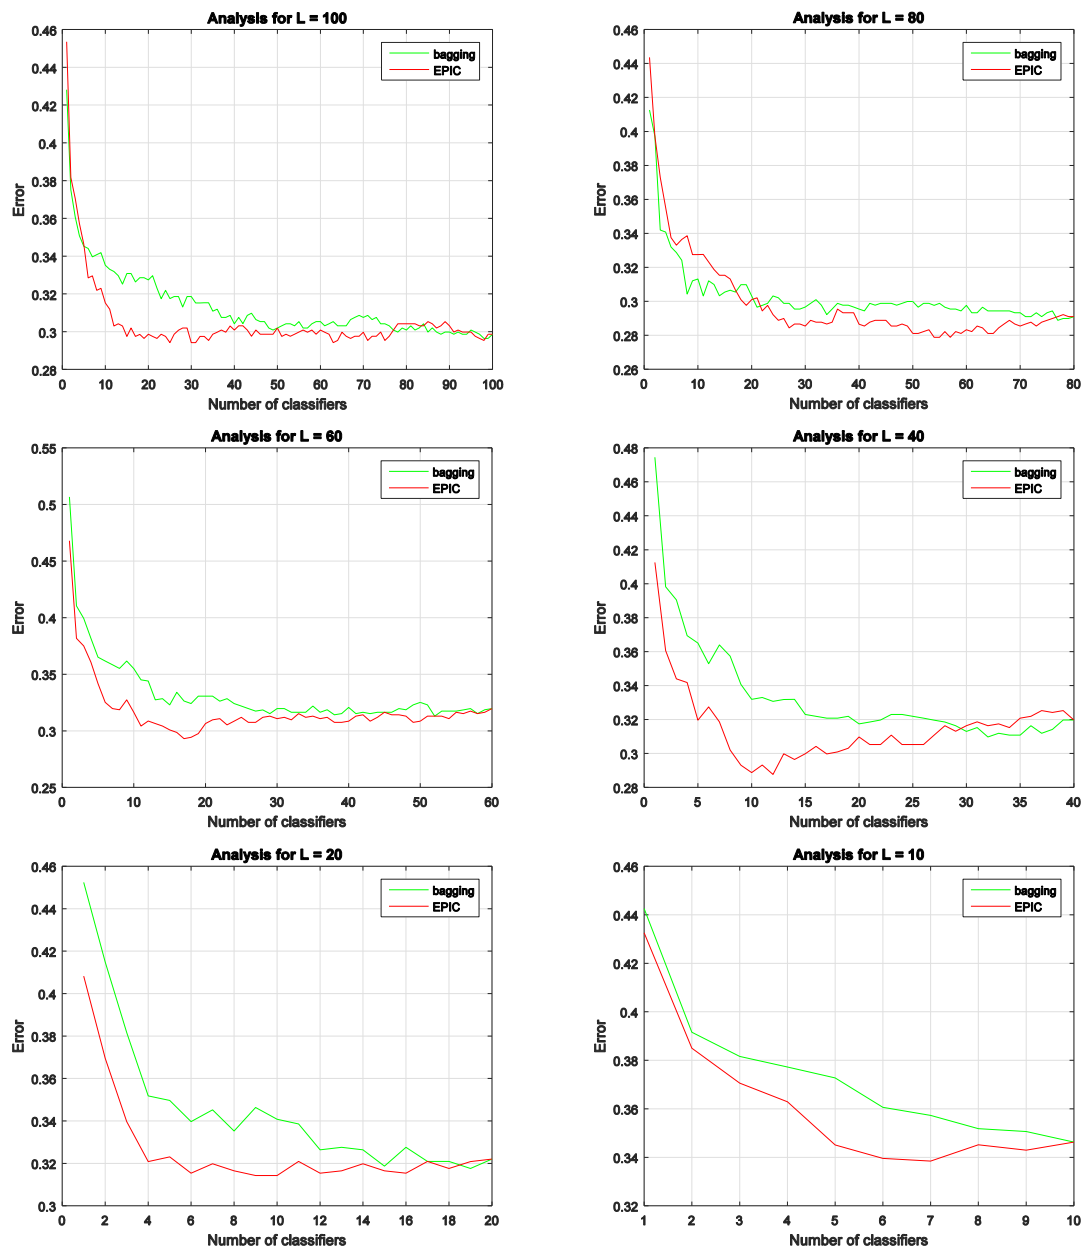 Analysis for L = 100
0.46
0.44
0.42
0.4
0.38
0.36
0.34
0.32
0.3
0.28
Error
bagging
EPIC
0 10 20 30 40 50 60 70 80 90 100
Number of classifiers
Analysis for L = 80
0.46
0.44
0.42
0.4
0.38
0.36
0.34
0.32
0.3
0.28
0.26
Error
bagging
EPIC
0 10 20 30 40 50 60 70 80
Number of classifiers
Analysis for L = 60
0.55
0.5
0.45
0.4
0.35
0.3
0.25
Error
bagging
EPIC
0 10 20 30 40 50 60
Number of classifiers
Analysis for L = 40
0.48
0.46
0.44
0.42
0.4
0.38
0.36
0.34
0.32
0.3
0.28
Error
bagging
EPIC
0 5 10 15 20 25 30 35 40
Number of classifiers
Analysis for L = 20
0.46
0.44
0.42
0.4
0.38
0.36
0.34
0.32
0.3
Error
bagging
EPIC
0 2 4 6 8 10 12 14 16 18 20
Number of classifiers
Analysis for L = 10
0.46
0.44
0.42
0.4
0.38
0.36
0.34
0.32
Error
bagging
EPIC
1 2 3 4 5 6 7 8 9 10
Number of classifiers